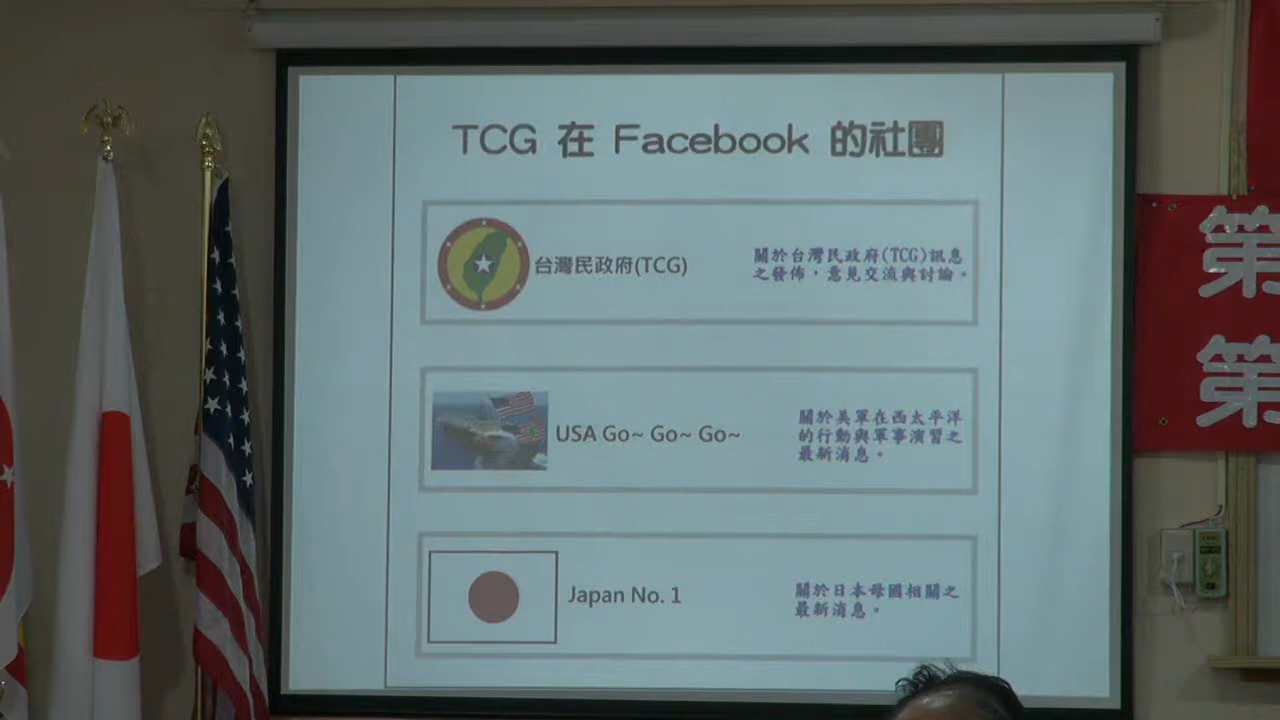 TCG 在 Facebook 的社團
台灣民政府(TCG)
關於台灣民政府(TCG)訊息
之發佈，意見交流與討論。
USA Go~ Go~ Go~
關於美軍在西太平洋
的行動與軍事演習之
最新消息。
Japan No. 1
關於日本母國相關之
最新消息。
第
第